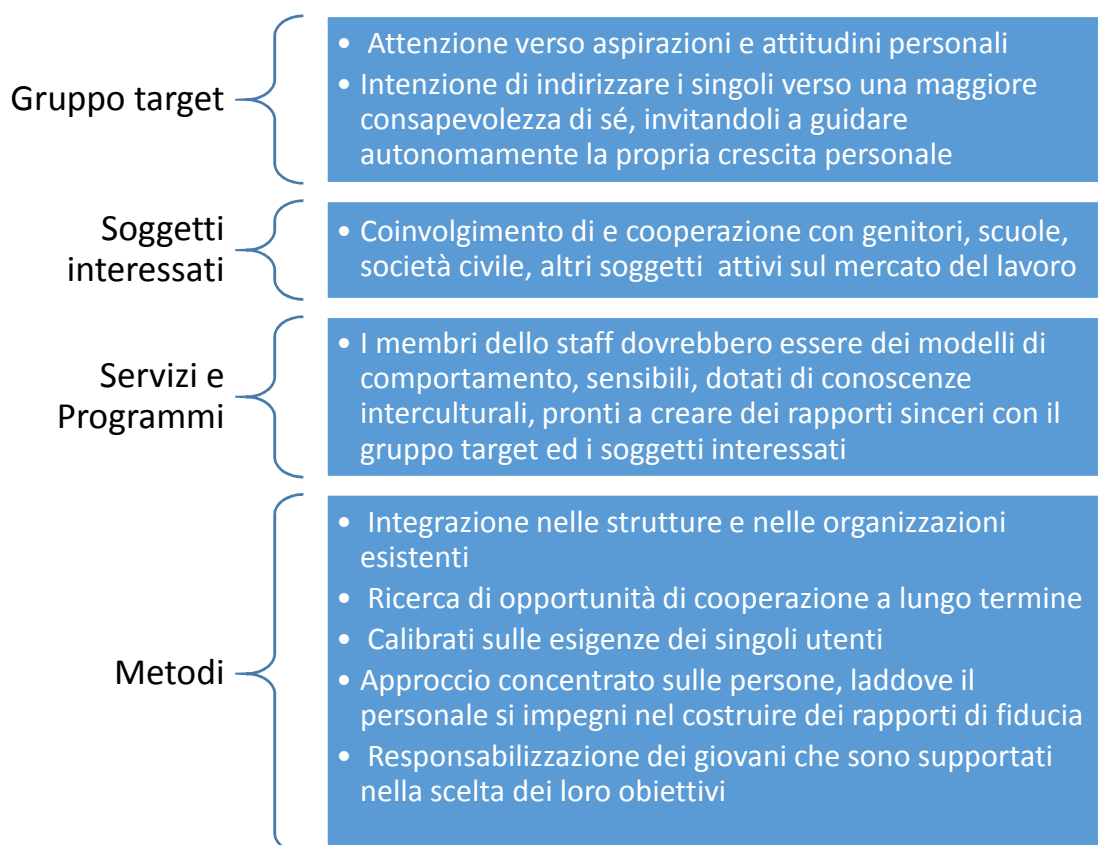 Gruppo target
• Attenzione verso aspirazioni e attitudini personali
• Intenzione di indirizzare i singoli verso una maggiore
consapevolezza di sé, invitandoli a guidare
autonomamente la propria crescita personale
Soggetti
interessati
• Coinvolgimento di e cooperazione con genitori, scuole,
società civile, altri soggetti attivi sul mercato del lavoro
Servizi e
Programmi
• I membri dello staff dovrebbero essere dei modelli di
comportamento, sensibili, dotati di conoscenze
interculturali, pronti a creare dei rapporti sinceri con il
gruppo target ed i soggetti interessati
Metodi
• Integrazione nelle strutture e nelle organizzazioni
esistenti
• Ricerca di opportunità di cooperazione a lungo termine
• Calibrati sulle esigenze dei singoli utenti
• Approccio concentrato sulle persone, laddove il
personale si impegni nel costruire dei rapporti di fiducia
• Responsabilizzazione dei giovani che sono supportati
nella scelta dei loro obiettivi